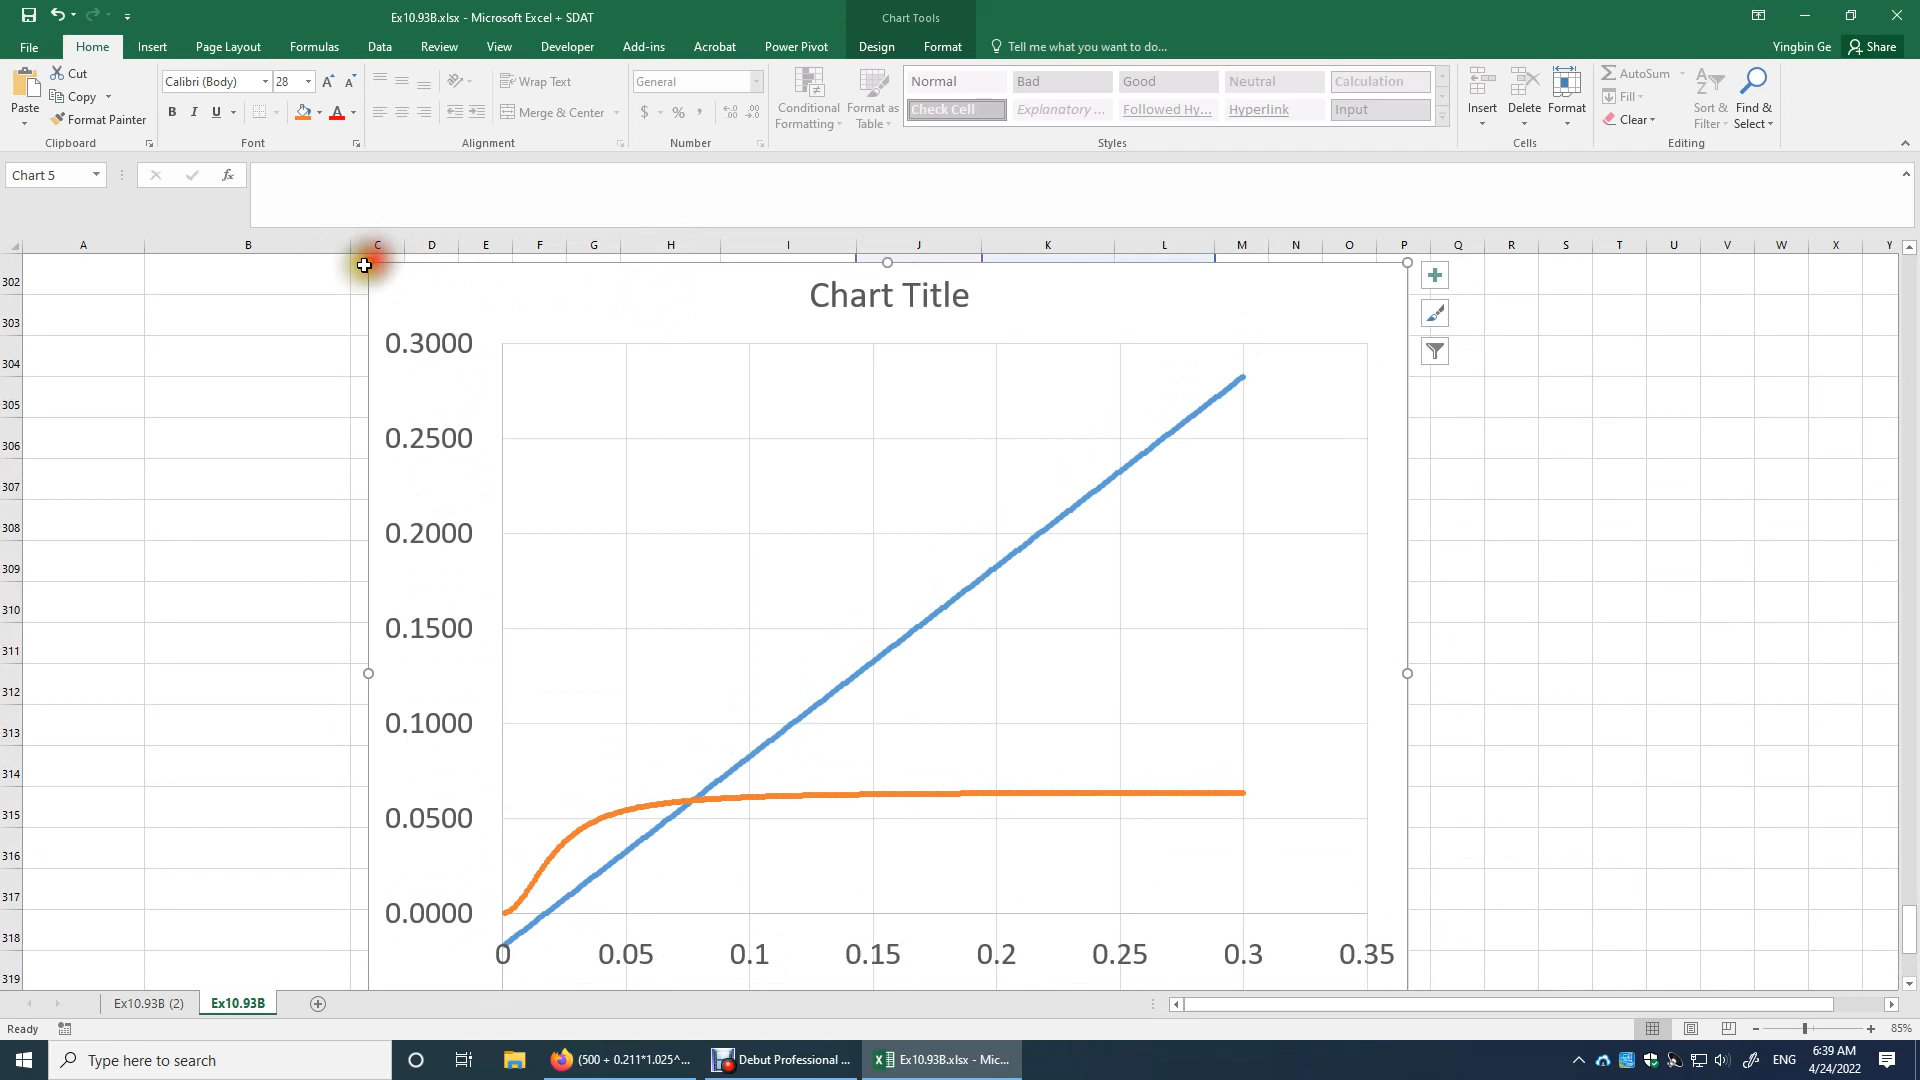 Ex10.93B.xlsx - Microsoft Excel + SDAT
Chart Tools
File
Home
Insert
Page Layout
Formulas
Data
Review
View
Developer
Add-ins
Acrobat
Power Pivot
Design
Format
Tell me what you want to do...
Yingbin Ge
Share
Paste
Cut
Copy
Format Painter
Clipboard
Calibri (Body)
28
A
A
B
I
U
A
Font
Wrap Text
Merge & Center
Alignment
General
$
%
Number
Conditional
Formatting
Format as
Table
Normal
Bad
Good
Neutral
Calculation
Check Cell
Explanatory ...
Followed Hy...
Hyperlink
Input
Styles
Insert
Delete
Format
Cells
AutoSum
Fill
Clear
Sort &
Filter
Find &
Select
Editing
Chart 5
fx
A B C D E F G H I J K L M N O P Q R S T U V W X Y
302
303
304
305
306
307
308
309
310
311
312
313
314
315
316
317
318
319
Chart Title
0.3000
0.2500
0.2000
0.1500
0.1000
0.0500
0.0000
0 0.05 0.1 0.15 0.2 0.25 0.3 0.35
Ex10.93B (2)
Ex10.93B
Ready
85%
Type here to search
(500 + 0.211*1.025^...
Debut Professional ...
Ex10.93B.xlsx - Mic...
ENG
6:39 AM
4/24/2022